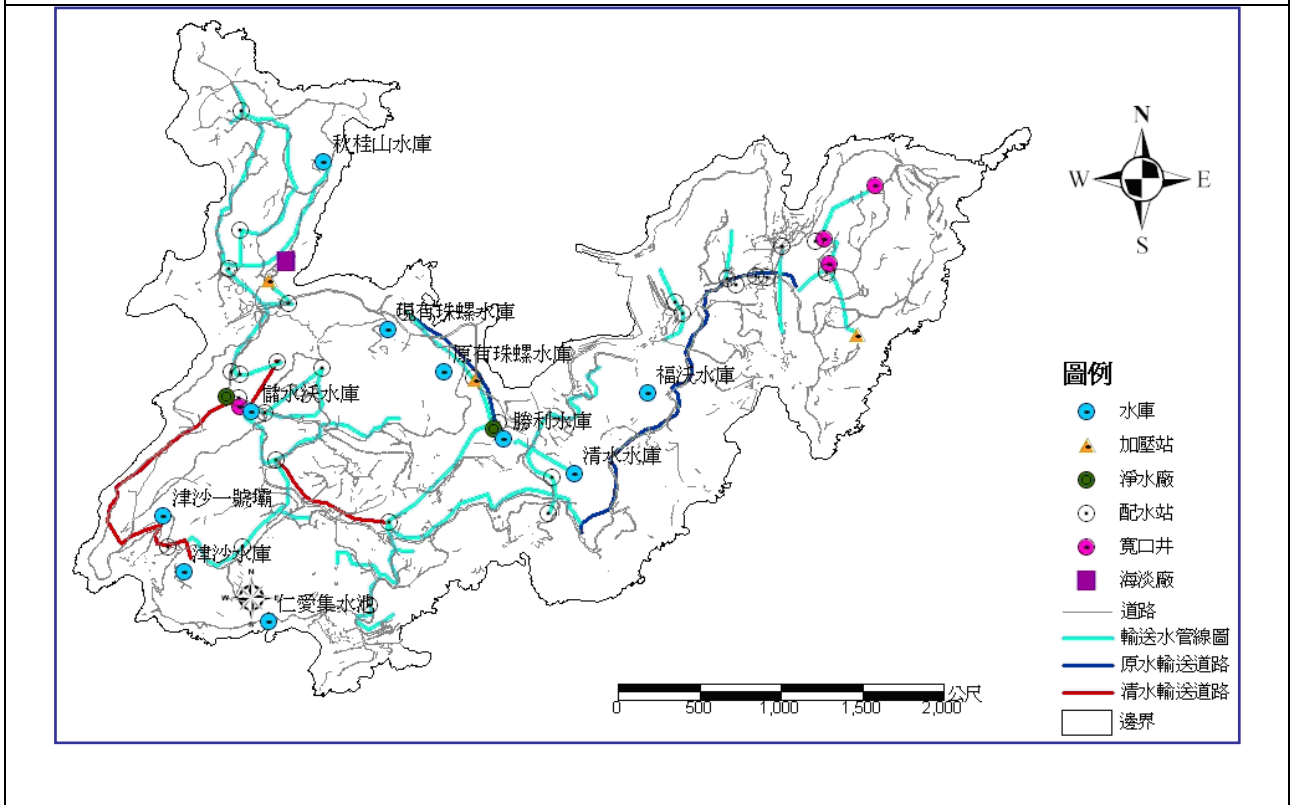 秋桂山水庫
現有珠螺水庫
原有珠螺水庫
福沃水庫
儲水沃水庫
勝利水庫
清水水庫
津沙一號壩
津沙水庫
仁愛集水池
N
W E
S
N
W E
S
圖例
水庫
加壓站
淨水廠
配水站
寬口井
海淡廠
道路
輸送水管線圖
原水輸送道路
清水輸送道路
邊界
0 500 1,000 1,500 2,000 公尺